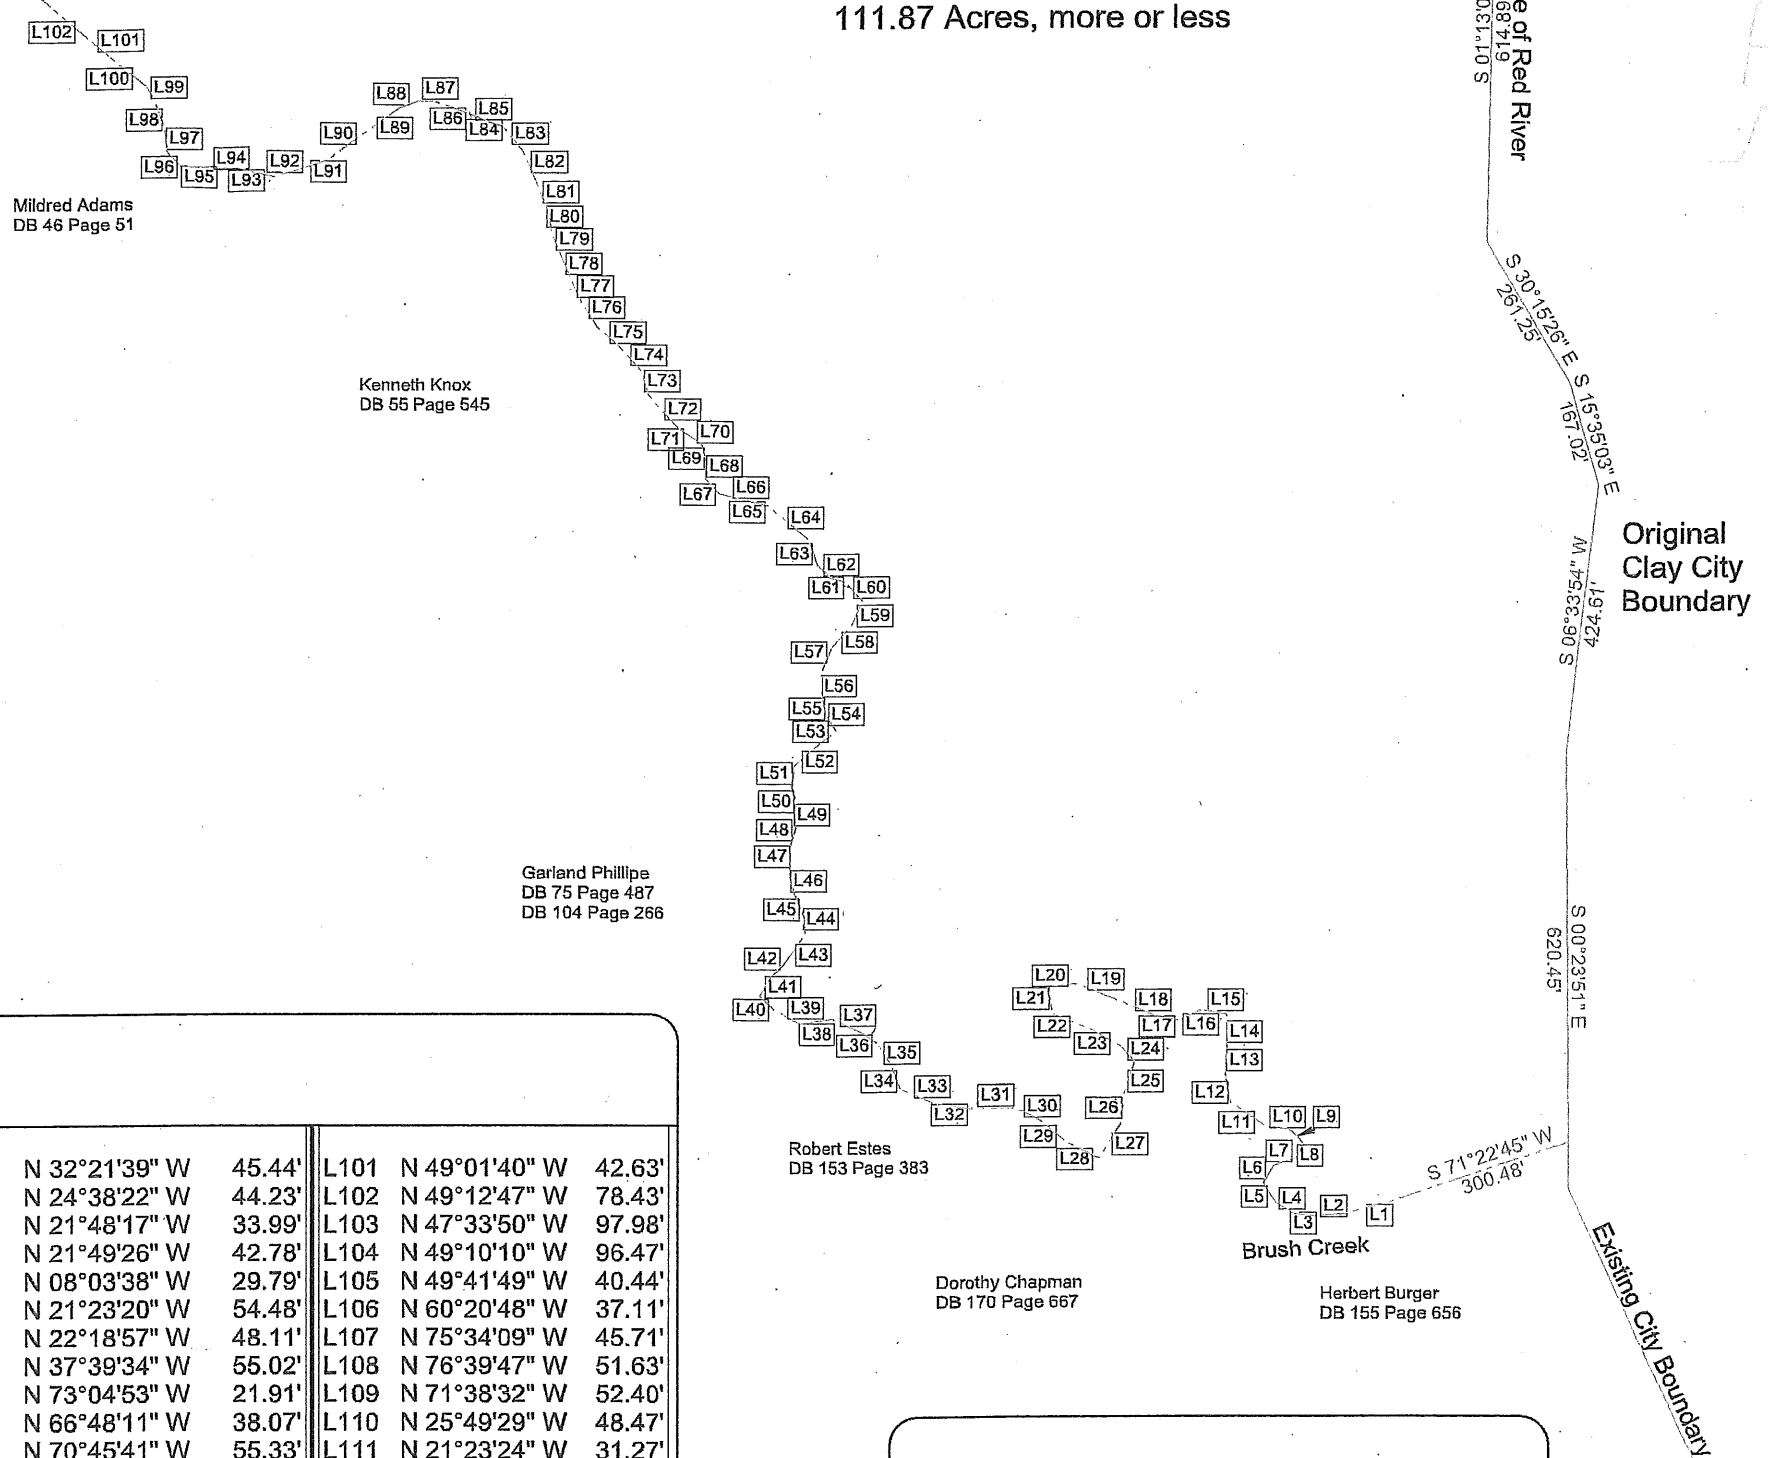 111.87 Acres, more or less
S 01°13'0
e of Red River
L102
L101
L100
L99
L98
L97
L96
L95
L94
L93
L92
L91
L90
L89
L88
L87
L86
L85
L84
L83
L82
L81
L80
L79
L78
L77
L76
L75
L74
L73
L72
L71
L70
L69
L68
L67
L66
L65
L64
L63
L62
L61
L60
L59
L58
L57
L56
L55
L54
L53
L52
L51
L50
L49
L48
L47
L46
L45
L44
L43
L42
L41
L40
L39
L38
L37
L36
L35
L34
L33
L32
L31
L30
L29
L28
L27
L26
L25
L24
L23
L22
L21
L20
L19
L18
L17
L16
L15
L14
L13
L12
L11
L10
L9
L8
L7
L6
L5
L4
L3
L2
L1
Mildred Adams
DB 46 Page 51
Kenneth Knox
DB 55 Page 545
Garland Phillipe
DB 75 Page 487
DB 104 Page 266
Robert Estes
DB 153 Page 383
Dorothy Chapman
DB 170 Page 667
Herbert Burger
DB 155 Page 656
Brush Creek
S 30°15'26" E
261.25'
S 15°35'03" E
167.02'
S 06°33'54" W
424.61'
Original
Clay City
Boundary
S 00°23'51" E
620.45'
S 71°22'45" W
300.48'
Existing City Boundary
N 32°21'39" W 45.44' L101 N 49°01'40" W 42.63'
N 24°38'22" W 44.23' L102 N 49°12'47" W 78.43'
N 21°48'17" W 33.99' L103 N 47°33'50" W 97.98'
N 21°49'26" W 42.78' L104 N 49°10'10" W 96.47'
N 08°03'38" W 29.79' L105 N 49°41'49" W 40.44'
N 21°23'20" W 54.48' L106 N 60°20'48" W 37.11'
N 22°18'57" W 48.11' L107 N 75°34'09" W 45.71'
N 37°39'34" W 55.02' L108 N 76°39'47" W 51.63'
N 73°04'53" W 21.91' L109 N 71°38'32" W 52.40'
N 66°48'11" W 38.07' L110 N 25°49'29" W 48.47'
N 70°45'41" W 55.33' L111 N 21°23'24" W 31.27'